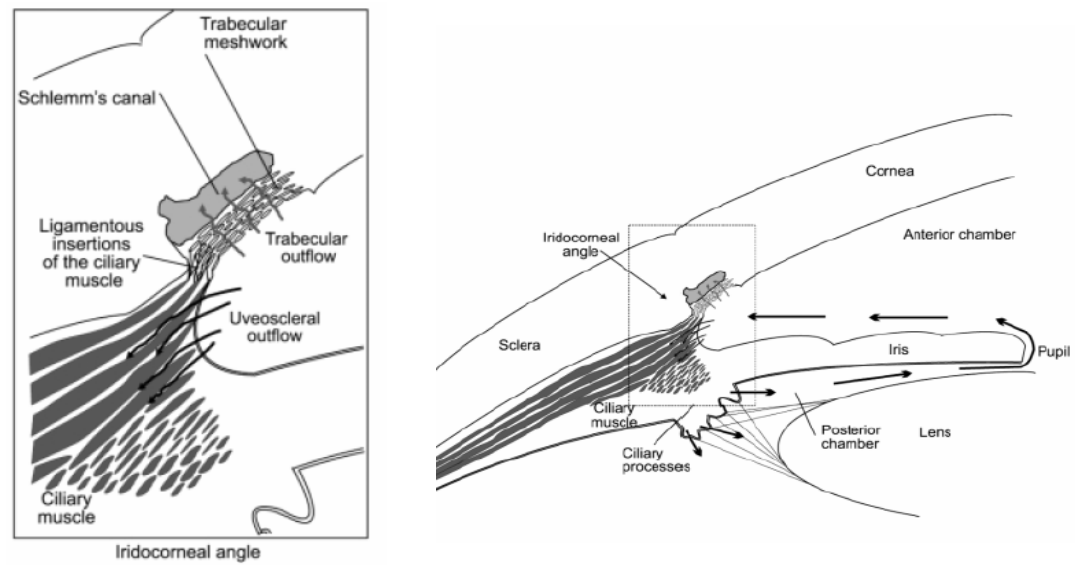 Trabecular
meshwork
Schlemm's canal
Ligamentous
insertions
of the ciliary
muscle
Trabecular
outflow
Uveoscleral
outflow
Ciliary
muscle
Iridocorneal angle
Cornea
Iridocorneal
angle
Anterior chamber
Sclera
Iris
Pupil
Ciliary
muscle
Ciliary
processes
Posterior
chamber
Lens